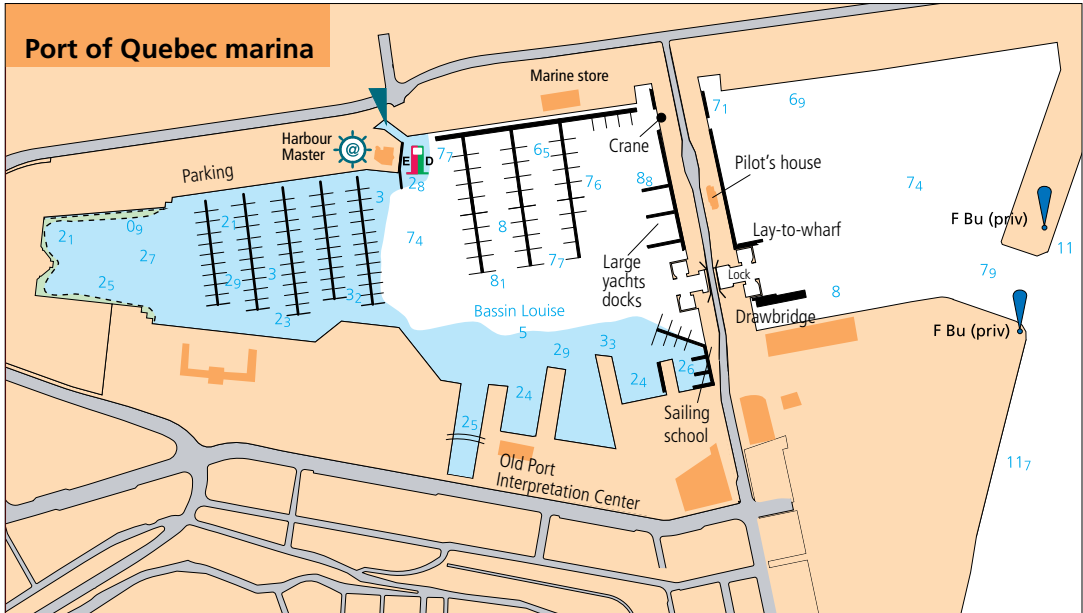 Port of Quebec marina
Marine store
7₁
6₉
Harbour
Master
@
E D
7₇
6₅
Crane
Parking
2₈
7₆
8₈
Pilot's house
7₄
3
F Bu (priv)
2₁
0₉
2₁
8
7₄
Lay-to-wharf
11
2₇
7₇
Large
yachts
docks
7₉
2₅
2₉
3
8₁
Lock
3₂
8
2₃
Bassin Louise
Drawbridge
5
3₃
F Bu (priv)
2₉
2₆
2₄
2₄
2₅
Sailing
school
Old Port
Interpretation Center
11₇